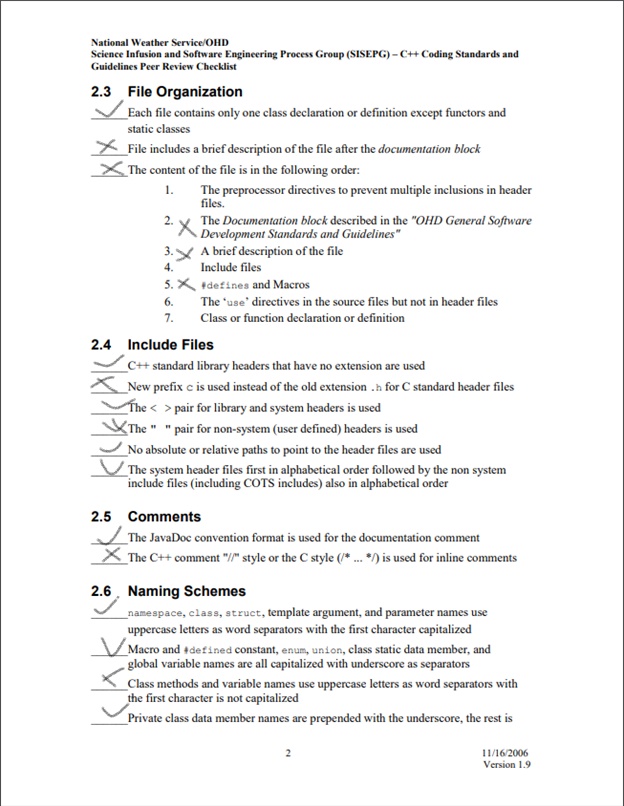 National Weather Service/OHD
Science Infusion and Software Engineering Process Group (SISEPG) – C++ Coding Standards and
Guidelines Peer Review Checklist
2.3 File Organization
Each file contains only one class declaration or definition except functors and
static classes
File includes a brief description of the file after the documentation block
The content of the file is in the following order:
1. The preprocessor directives to prevent multiple inclusions in header
files.
2. The Documentation block described in the "OHD General Software
Development Standards and Guidelines"
3. A brief description of the file
4. Include files
5. #defines and Macros
6. The ‘use’ directives in the source files but not in header files
7. Class or function declaration or definition
2.4 Include Files
C++ standard library headers that have no extension are used
New prefix c is used instead of the old extension .h for C standard header files
The < > pair for library and system headers is used
The " " pair for non-system (user defined) headers is used
No absolute or relative paths to point to the header files are used
The system header files first in alphabetical order followed by the non system
include files (including COTS includes) also in alphabetical order
2.5 Comments
The JavaDoc convention format is used for the documentation comment
The C++ comment "//" style or the C style (/* ... */) is used for inline comments
2.6 Naming Schemes
namespace, class, struct, template argument, and parameter names use
uppercase letters as word separators with the first character capitalized
Macro and #defined constant, enum, union, class static data member, and
global variable names are all capitalized with underscore as separators
Class methods and variable names use uppercase letters as word separators with
the first character is not capitalized
Private class data member names are prepended with the underscore, the rest is
2 11/16/2006
Version 1.9